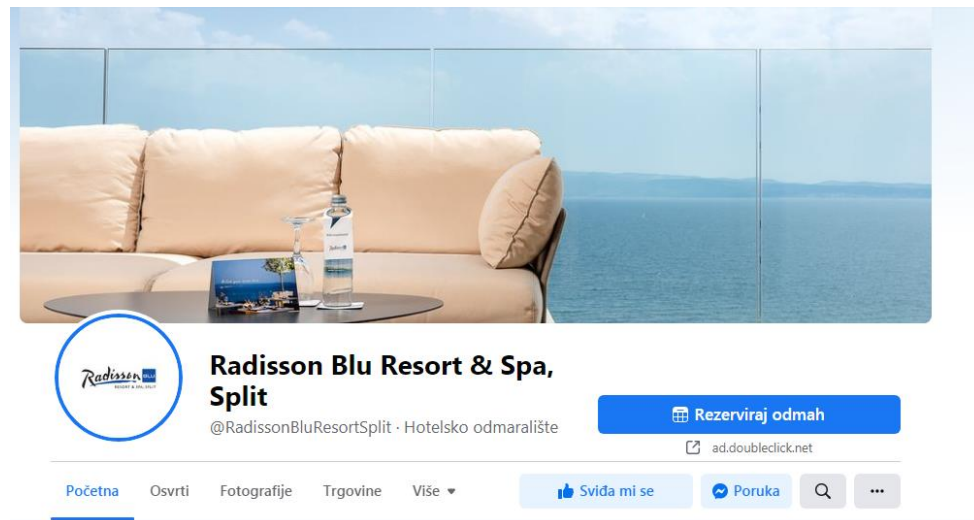 Radisson BLU
RESORT & SPA, SPLIT
Radisson Blu Resort & Spa,
Split
@RadissonBluResortSplit · Hotelsko odmaralište
Rezerviraj odmah
ad.doubleclick.net
Početna Osvrti Fotografije Trgovine Više
Sviđa mi se Poruka